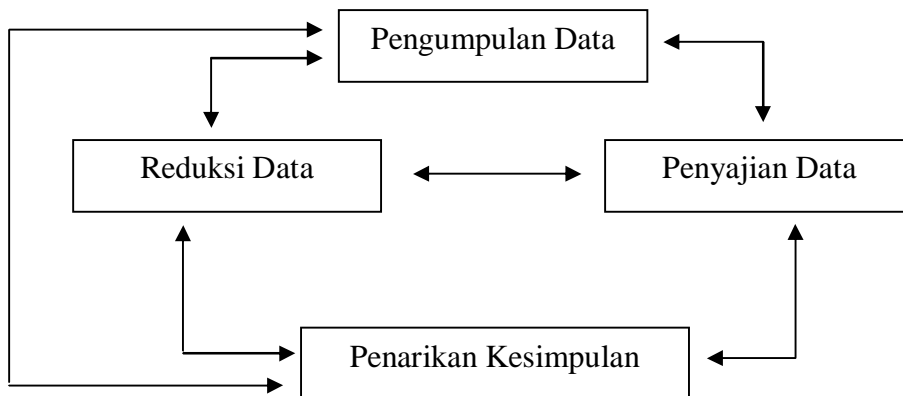 Pengumpulan Data
Reduksi Data
Penyajian Data
Penarikan Kesimpulan